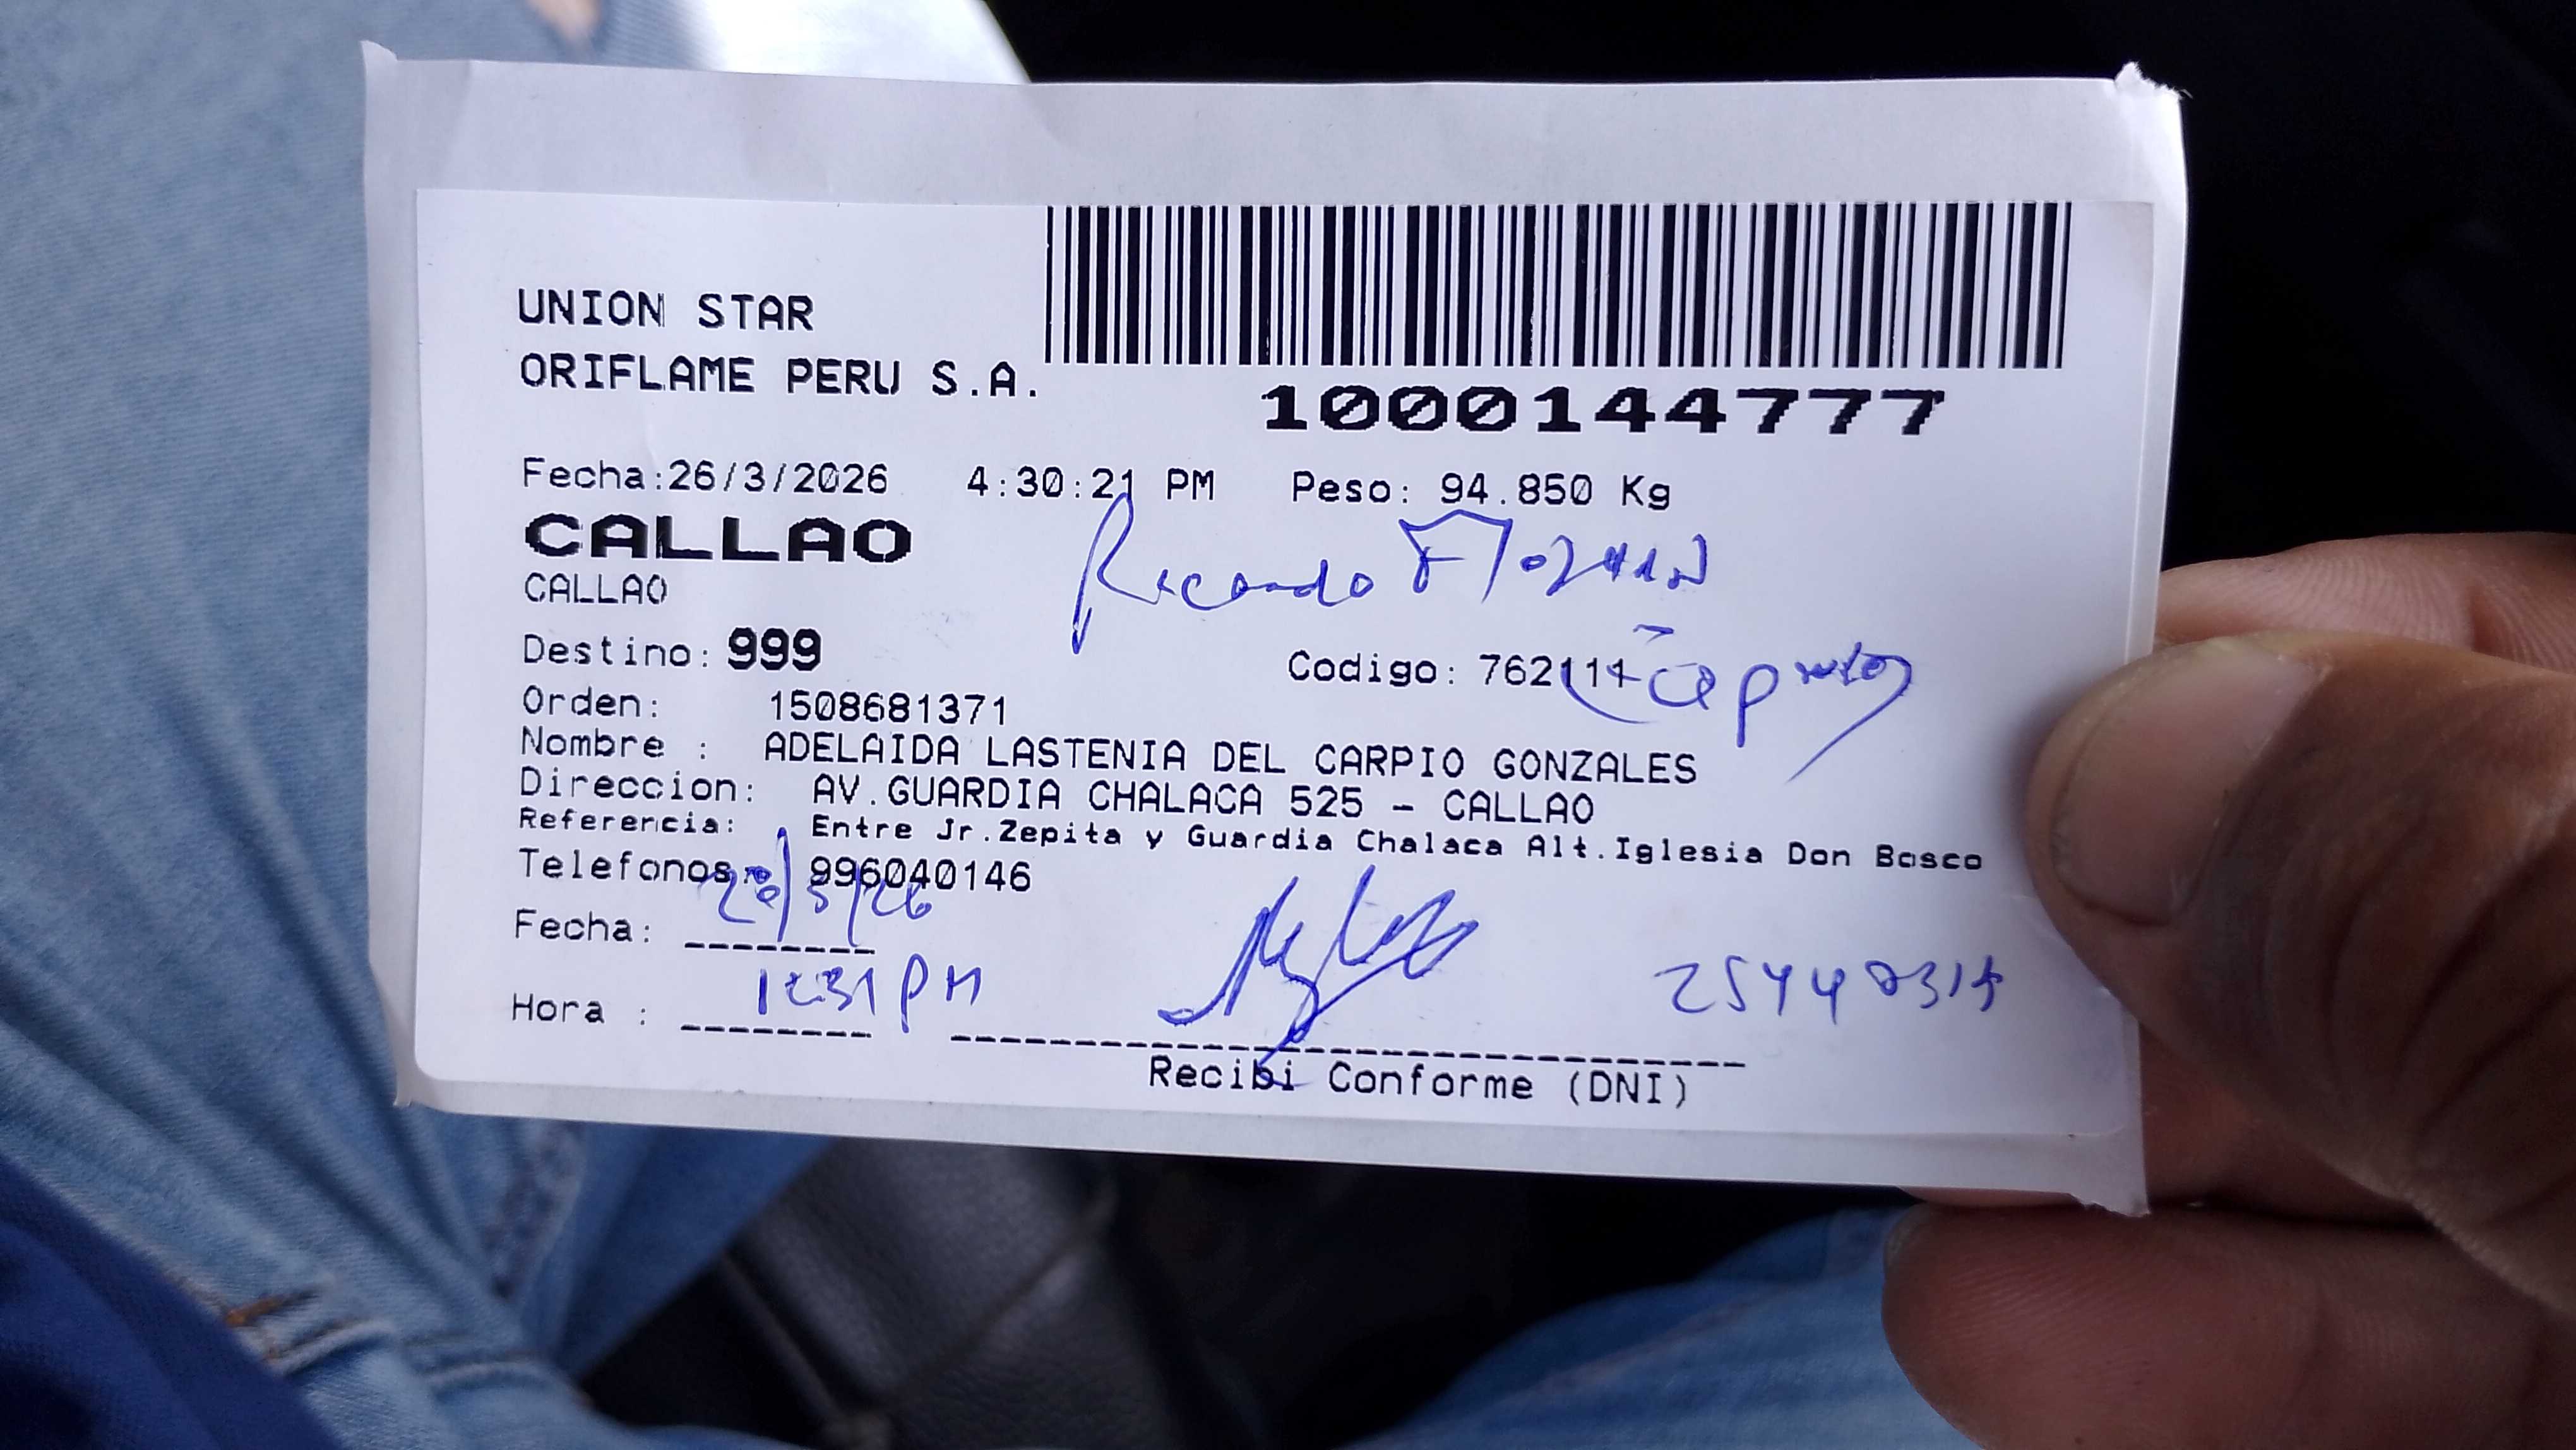 UNION STAR
ORIFLAME PERU S.A.
1000144777
Fecha:26/3/2026 4:30:21 PM Peso: 94.850 Kg
CALLAO
CALLAO
Ricardo
Destino: 999
Codigo: 762114
Orden: 1508681371
Nombre : ADELAIDA LASTENIA DEL CARPIO GONZALES
Direccion: AV.GUARDIA CHALACA 525 - CALLAO
Referencia: Entre Jr.Zepita y Guardia Chalaca Alt.Iglesia Don Bosco
Telefonos: 996040146
Fecha:
Hora : PM
Recibi Conforme (DNI)